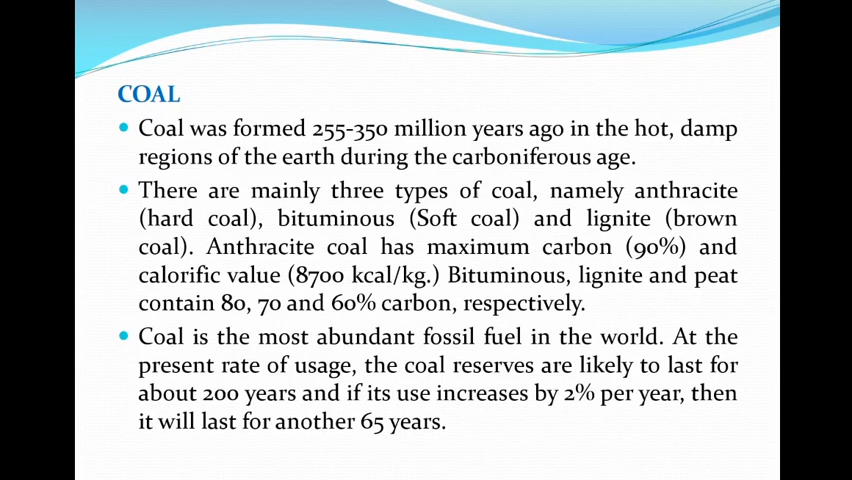 COAL
• Coal was formed 255-350 million years ago in the hot, damp
regions of the earth during the carboniferous age.
• There are mainly three types of coal, namely anthracite
(hard coal), bituminous (Soft coal) and lignite (brown
coal). Anthracite coal has maximum carbon (90%) and
calorific value (8700 kcal/kg.) Bituminous, lignite and peat
contain 80, 70 and 60% carbon, respectively.
• Coal is the most abundant fossil fuel in the world. At the
present rate of usage, the coal reserves are likely to last for
about 200 years and if its use increases by 2% per year, then
it will last for another 65 years.